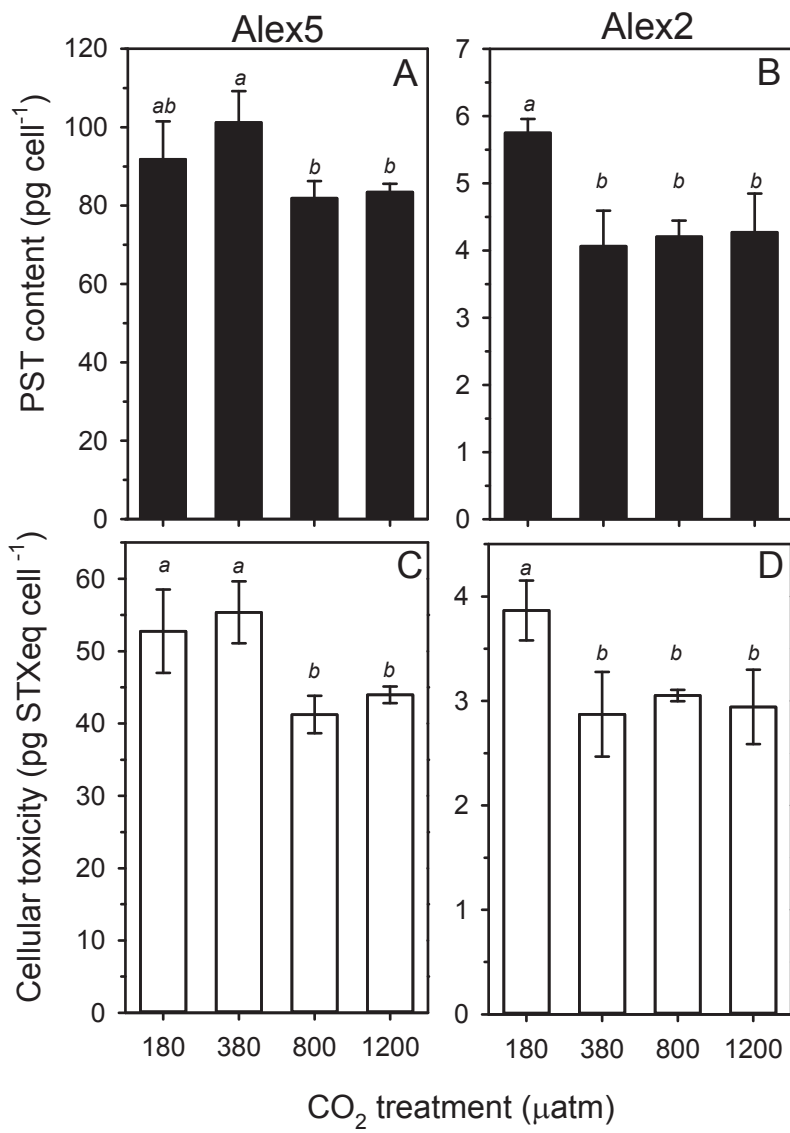 Alex5 Alex2
PST content (pg cell⁻¹)
120
100
80
60
40
20
0
A
ab a b b
7
6
5
4
3
2
1
0
B
a b b b
Cellular toxicity (pg STXeq cell⁻¹)
60
50
40
30
20
10
0
C
a a b b
4
3
2
1
0
D
a b b b
180 380 800 1200 180 380 800 1200
CO₂ treatment (μatm)